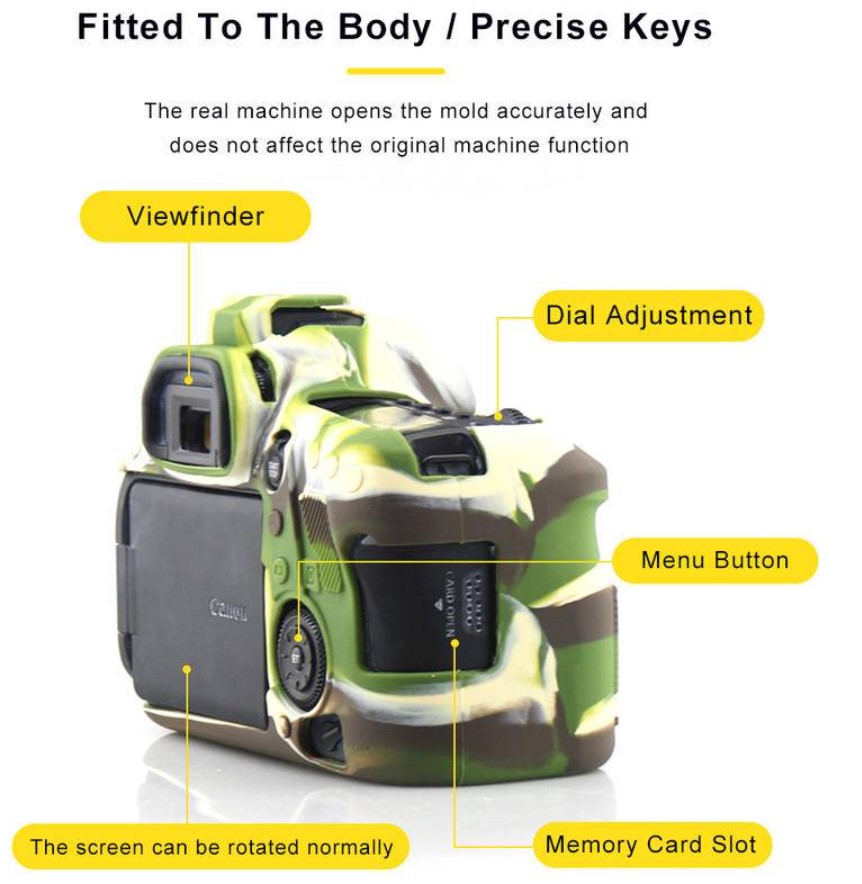 Fitted To The Body / Precise Keys
The real machine opens the mold accurately and
does not affect the original machine function
Viewfinder
Dial Adjustment
Menu Button
Canon
CARD OPEN
SET
The screen can be rotated normally
Memory Card Slot